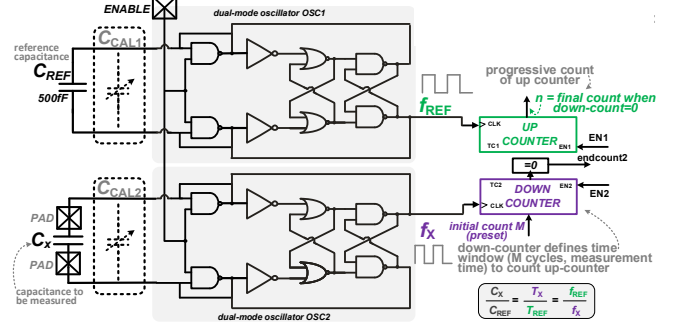 ENABLE
dual-mode oscillator OSC1
reference
capacitance
C_REF
500fF
C_CAL1
f_REF
progressive count
of up counter
n = final count when
down-count=0
CLK
UP
COUNTER
TC1
EN1
EN1
endcount2
=0
TC2
DOWN
COUNTER
EN2
CLK
EN2
PAD
C_x
PAD
C_CAL2
f_X
initial count M
(preset)
down-counter defines time
window (M cycles, measurement
time) to count up-counter
capacitance to
be measured
dual-mode oscillator OSC2
C_X / C_REF = T_X / T_REF = f_REF / f_X